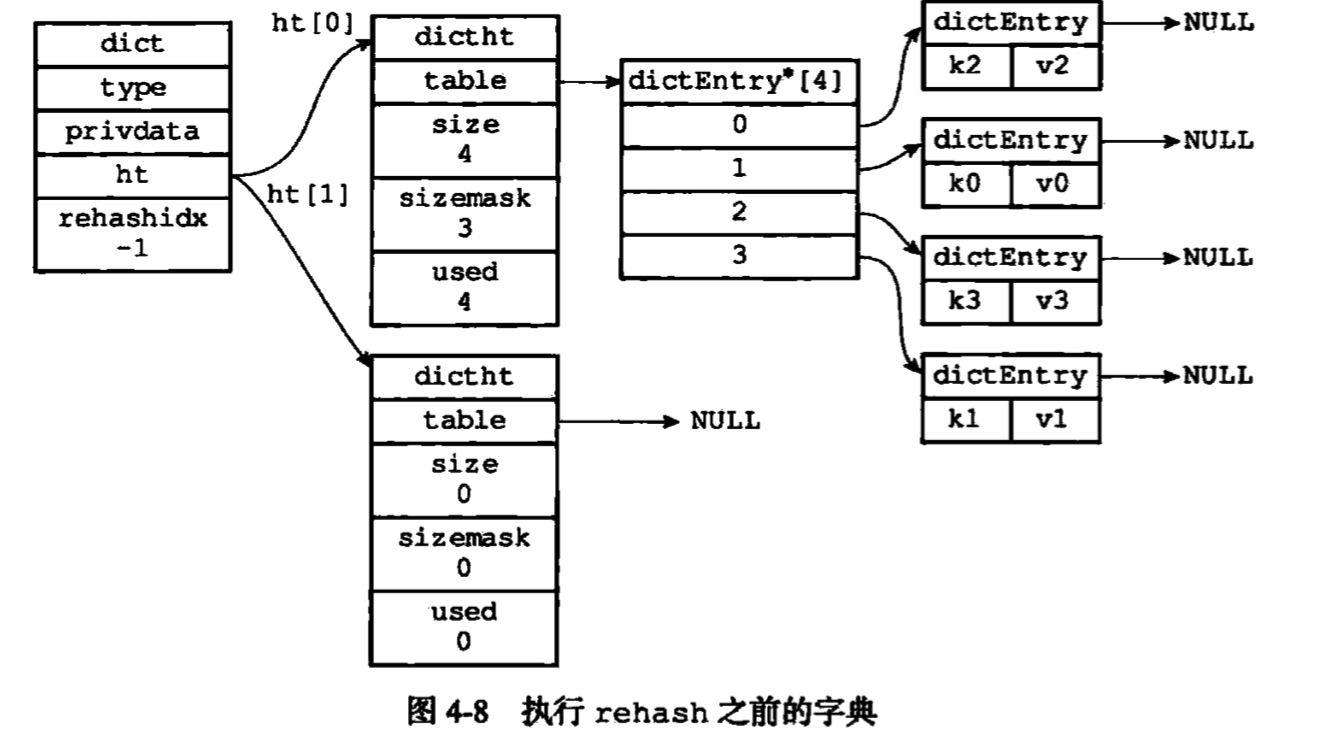 dict
type
privdata
ht
rehashidx
-1
ht[0]
ht[1]
dictht
table
size
4
sizemask
3
used
4
dictht
table
size
0
sizemask
0
used
0
NULL
dictEntry*[4]
0
1
2
3
dictEntry
k2 v2
NULL
dictEntry
k0 v0
NULL
dictEntry
k3 v3
NULL
dictEntry
k1 v1
NULL
图 4-8 执行 rehash 之前的字典